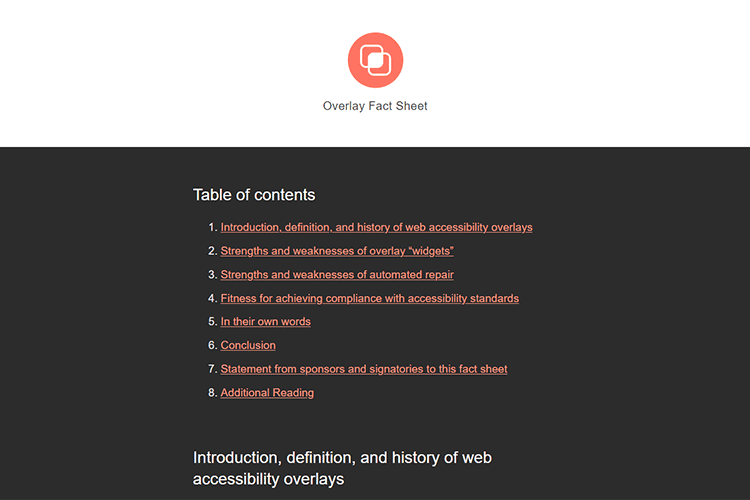 Overlay Fact Sheet
Table of contents
1. Introduction, definition, and history of web accessibility overlays
2. Strengths and weaknesses of overlay “widgets”
3. Strengths and weaknesses of automated repair
4. Fitness for achieving compliance with accessibility standards
5. In their own words
6. Conclusion
7. Statement from sponsors and signatories to this fact sheet
8. Additional Reading
Introduction, definition, and history of web
accessibility overlays